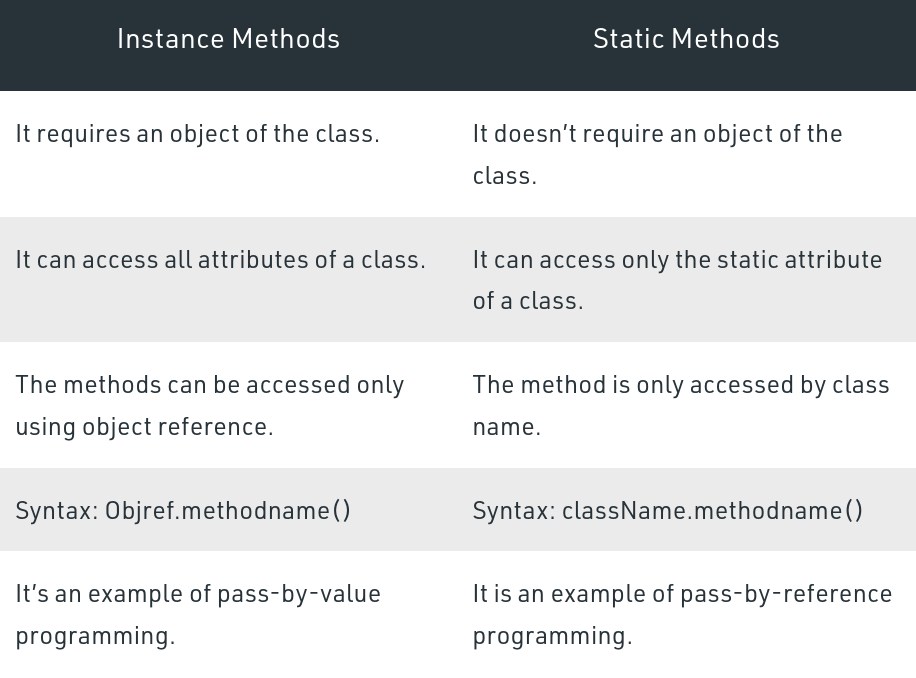 Instance Methods
Static Methods
It requires an object of the class.
It doesn’t require an object of the
class.
It can access all attributes of a class.
It can access only the static attribute
of a class.
The methods can be accessed only
using object reference.
The method is only accessed by class
name.
Syntax: Objref.methodname()
Syntax: className.methodname()
It’s an example of pass-by-value
programming.
It is an example of pass-by-reference
programming.